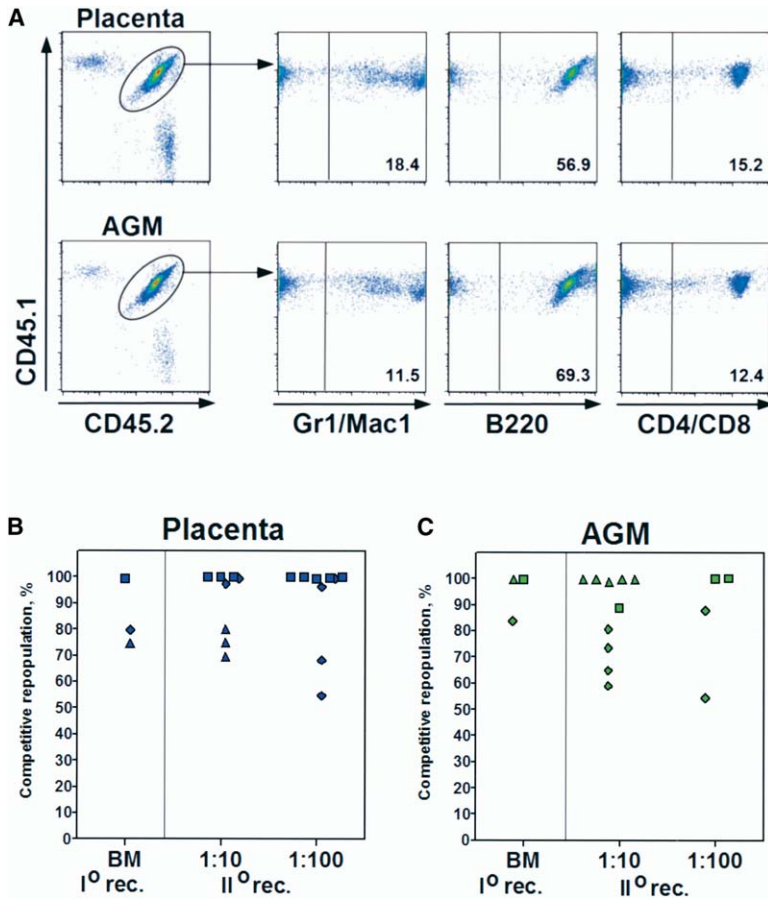 A
Placenta
18.4
56.9
15.2
AGM
11.5
69.3
12.4
CD45.1
CD45.2
Gr1/Mac1
B220
CD4/CD8
B
Placenta
Competitive repopulation, %
100
90
80
70
60
50
40
30
20
10
0
BM
1:10
1:100
I° rec.
II° rec.
C
AGM
Competitive repopulation, %
100
90
80
70
60
50
40
30
20
10
0
BM
1:10
1:100
I° rec.
II° rec.